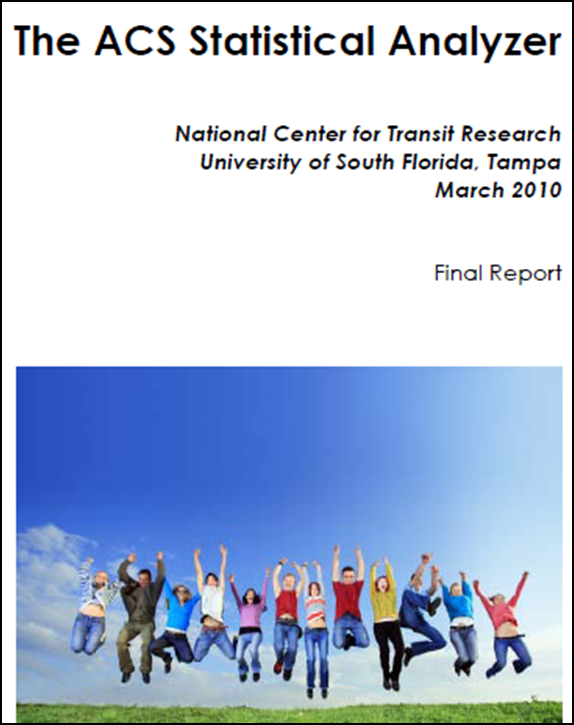 The ACS Statistical Analyzer
National Center for Transit Research
University of South Florida, Tampa
March 2010
Final Report